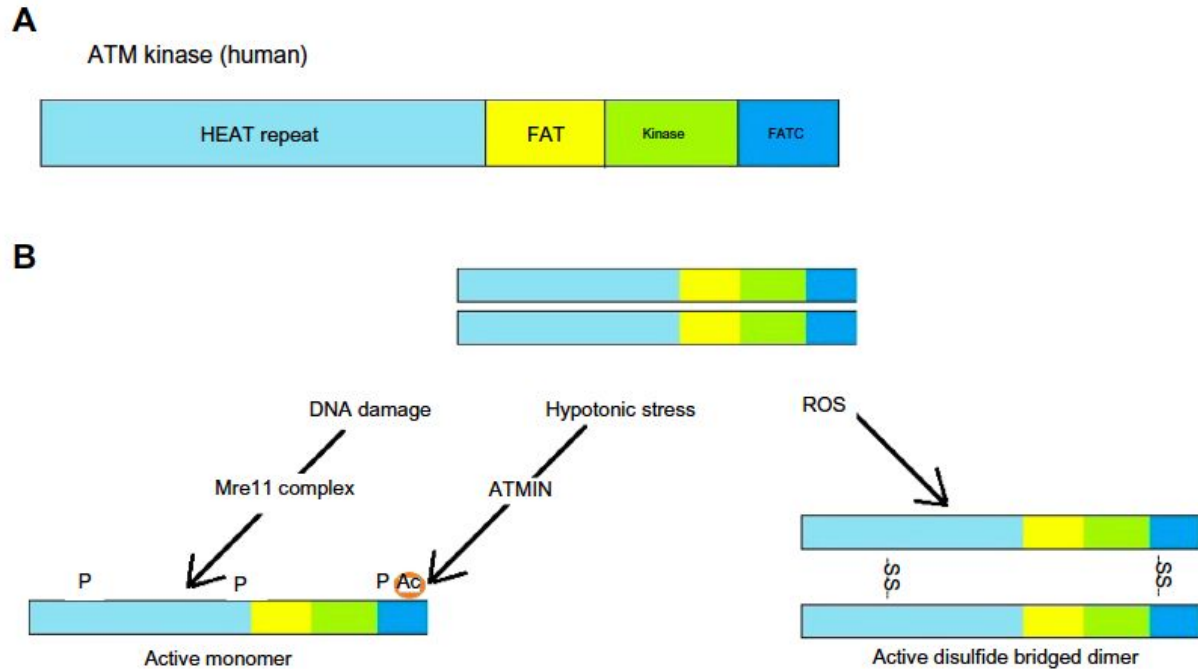 A
ATM kinase (human)
HEAT repeat FAT Kinase FATC
B
DNA damage Hypotonic stress ROS
Mre11 complex ATMIN
P P P Ac
..SS.. ..SS..
Active monomer Active disulfide bridged dimer